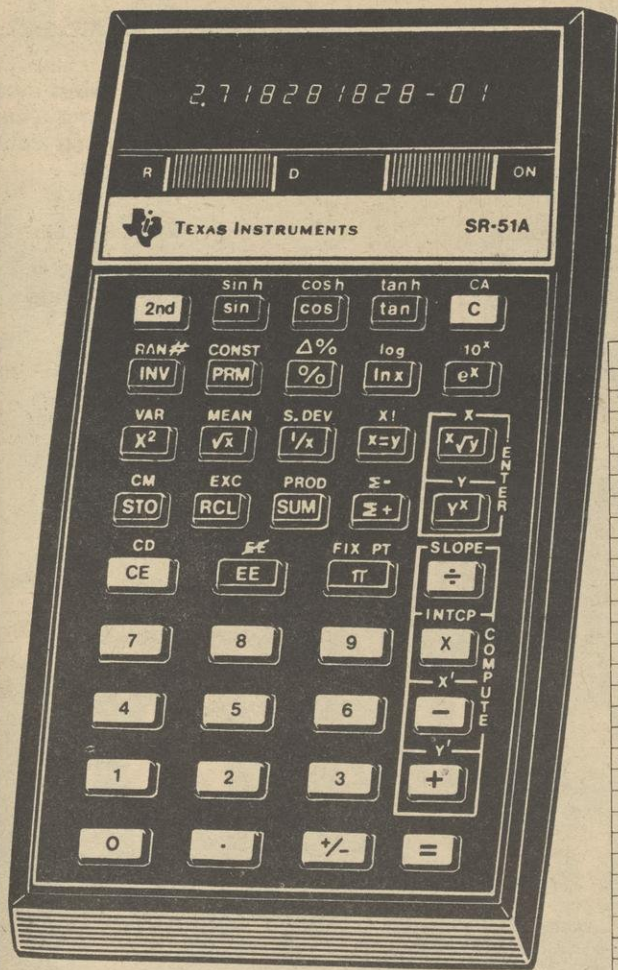 2.718281828-01
R D ON
TEXAS INSTRUMENTS SR-51A
sin h cos h tan h CA
2nd sin cos tan C
RAN# CONST Δ% log 10ˣ
INV PRM % ln x eˣ
VAR MEAN S. DEV X! X
X² √x 1/x x=y ˣ√y
CM EXC PROD Σ- Y
STO RCL SUM Σ+ Yˣ
ENTER
CD EE FIX PT SLOPE
CE EE π ÷
INTCP
7 8 9 X
X'
4 5 6 −
Y'
1 2 3 +
COMPUTE
0 . +/- =